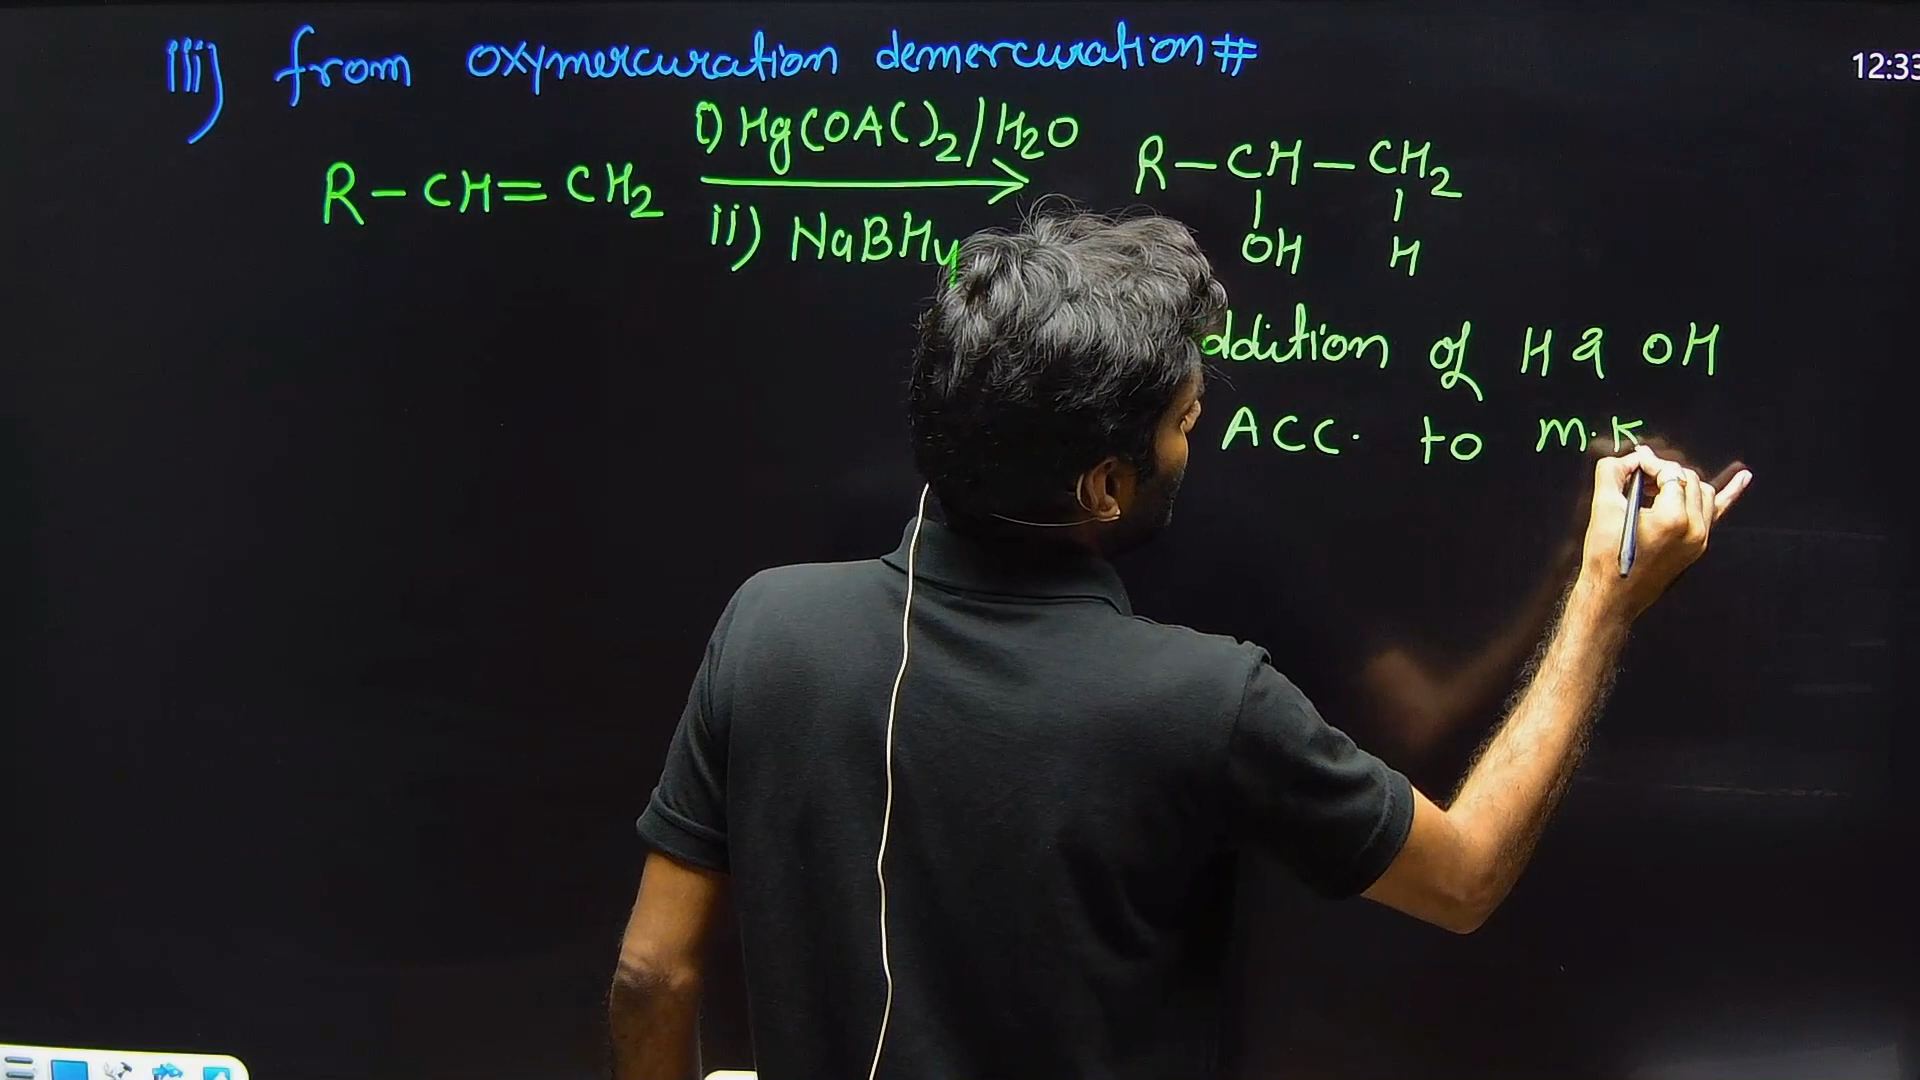 iii) from oxymercuration demercuration #
12:33
i) Hg(OAC)2/H2O
R-CH=CH2
R-CH-CH2
ii) NaBH4
OH H
ddition of H & OH
ACC. to M.K